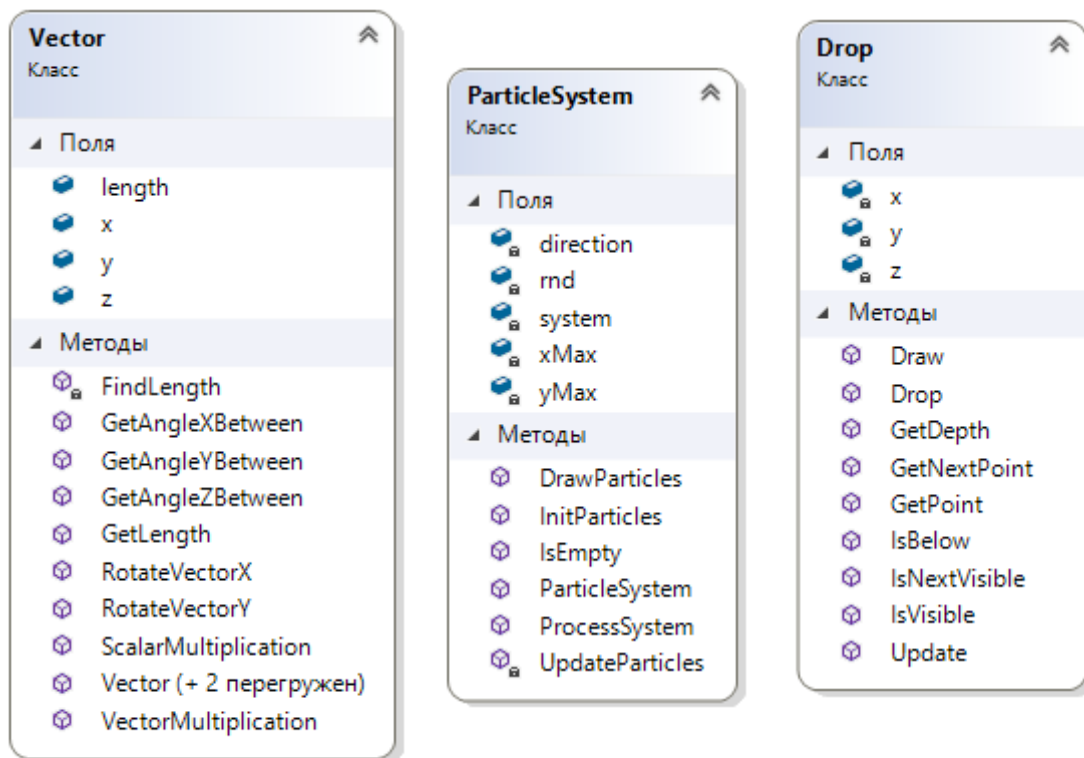 Vector
Класс
Поля
length
x
y
z
Методы
FindLength
GetAngleXBetween
GetAngleYBetween
GetAngleZBetween
GetLength
RotateVectorX
RotateVectorY
ScalarMultiplication
Vector (+ 2 перегружен)
VectorMultiplication
ParticleSystem
Класс
Поля
direction
rnd
system
xMax
yMax
Методы
DrawParticles
InitParticles
IsEmpty
ParticleSystem
ProcessSystem
UpdateParticles
Drop
Класс
Поля
x
y
z
Методы
Draw
Drop
GetDepth
GetNextPoint
GetPoint
IsBelow
IsNextVisible
IsVisible
Update